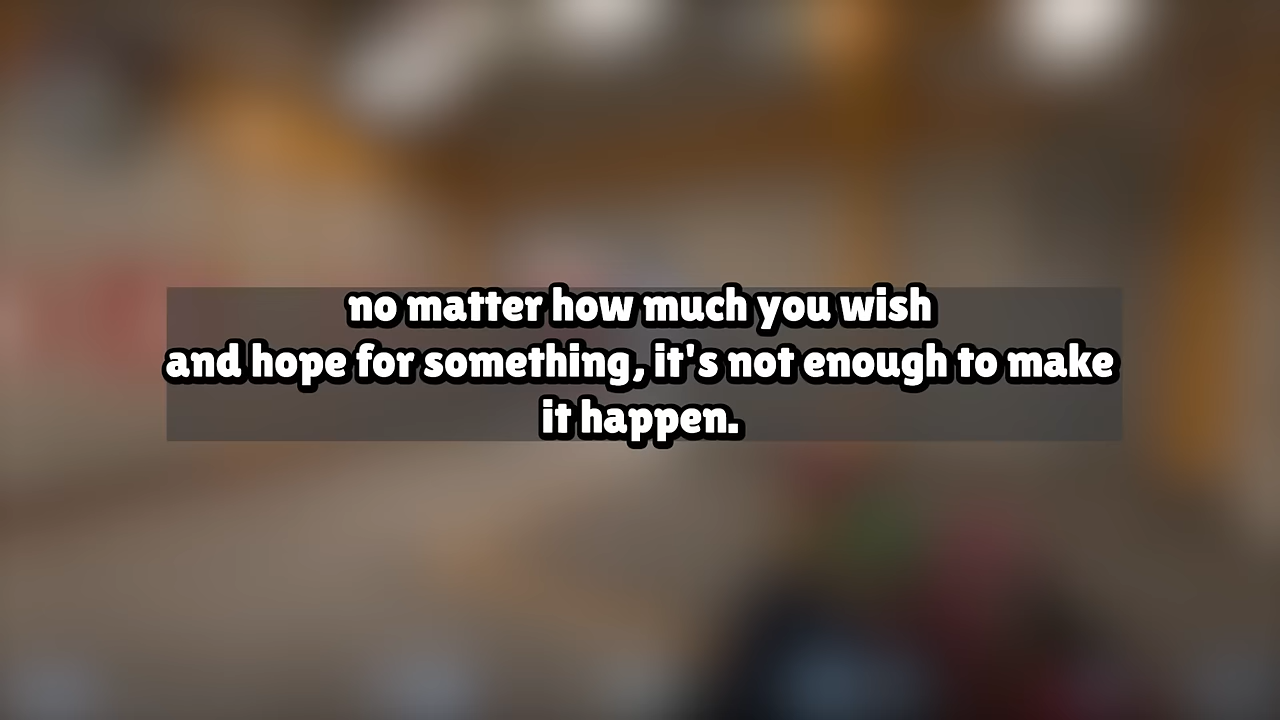 no matter how much you wish
and hope for something, it's not enough to make
it happen.